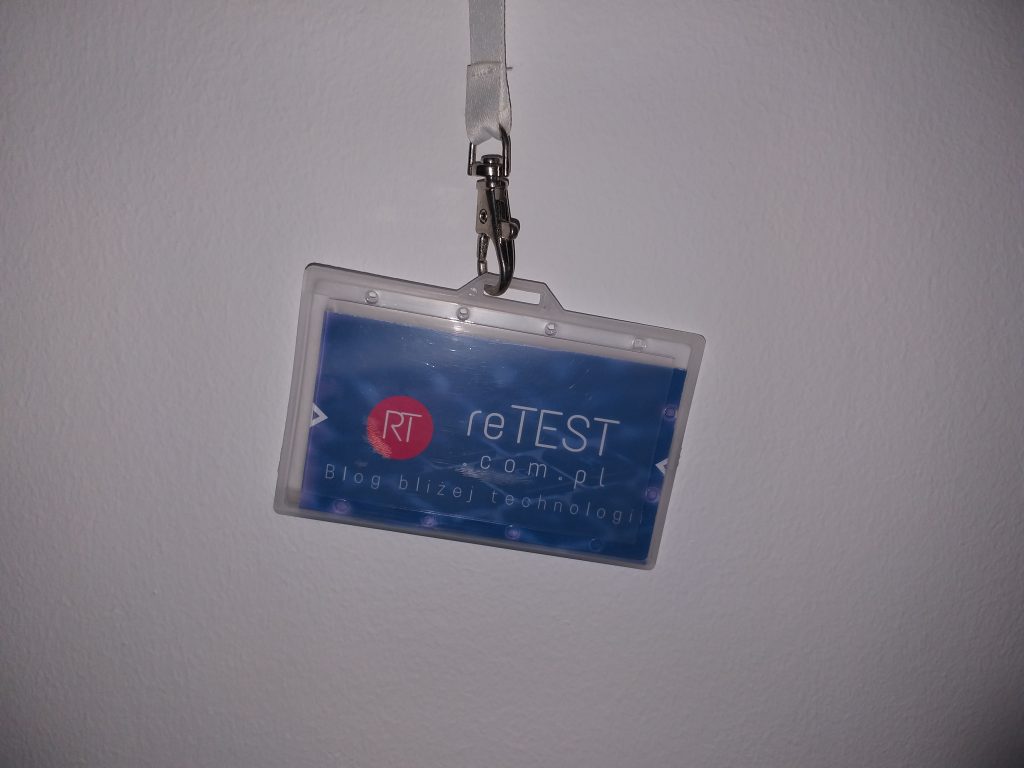 RT
reTEST
com.pl
Blog bliżej technologii